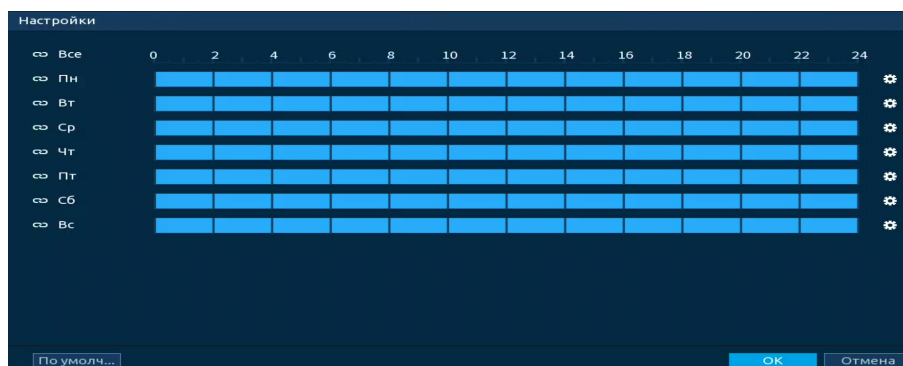 Настройки
Все 0 2 4 6 8 10 12 14 16 18 20 22 24
Пн
Вт
Ср
Чт
Пт
Сб
Вс
По умолч... OK Отмена